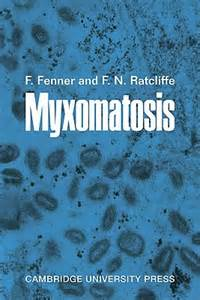 F. Fenner and F. N. Ratcliffe
Myxomatosis
CAMBRIDGE UNIVERSITY PRESS